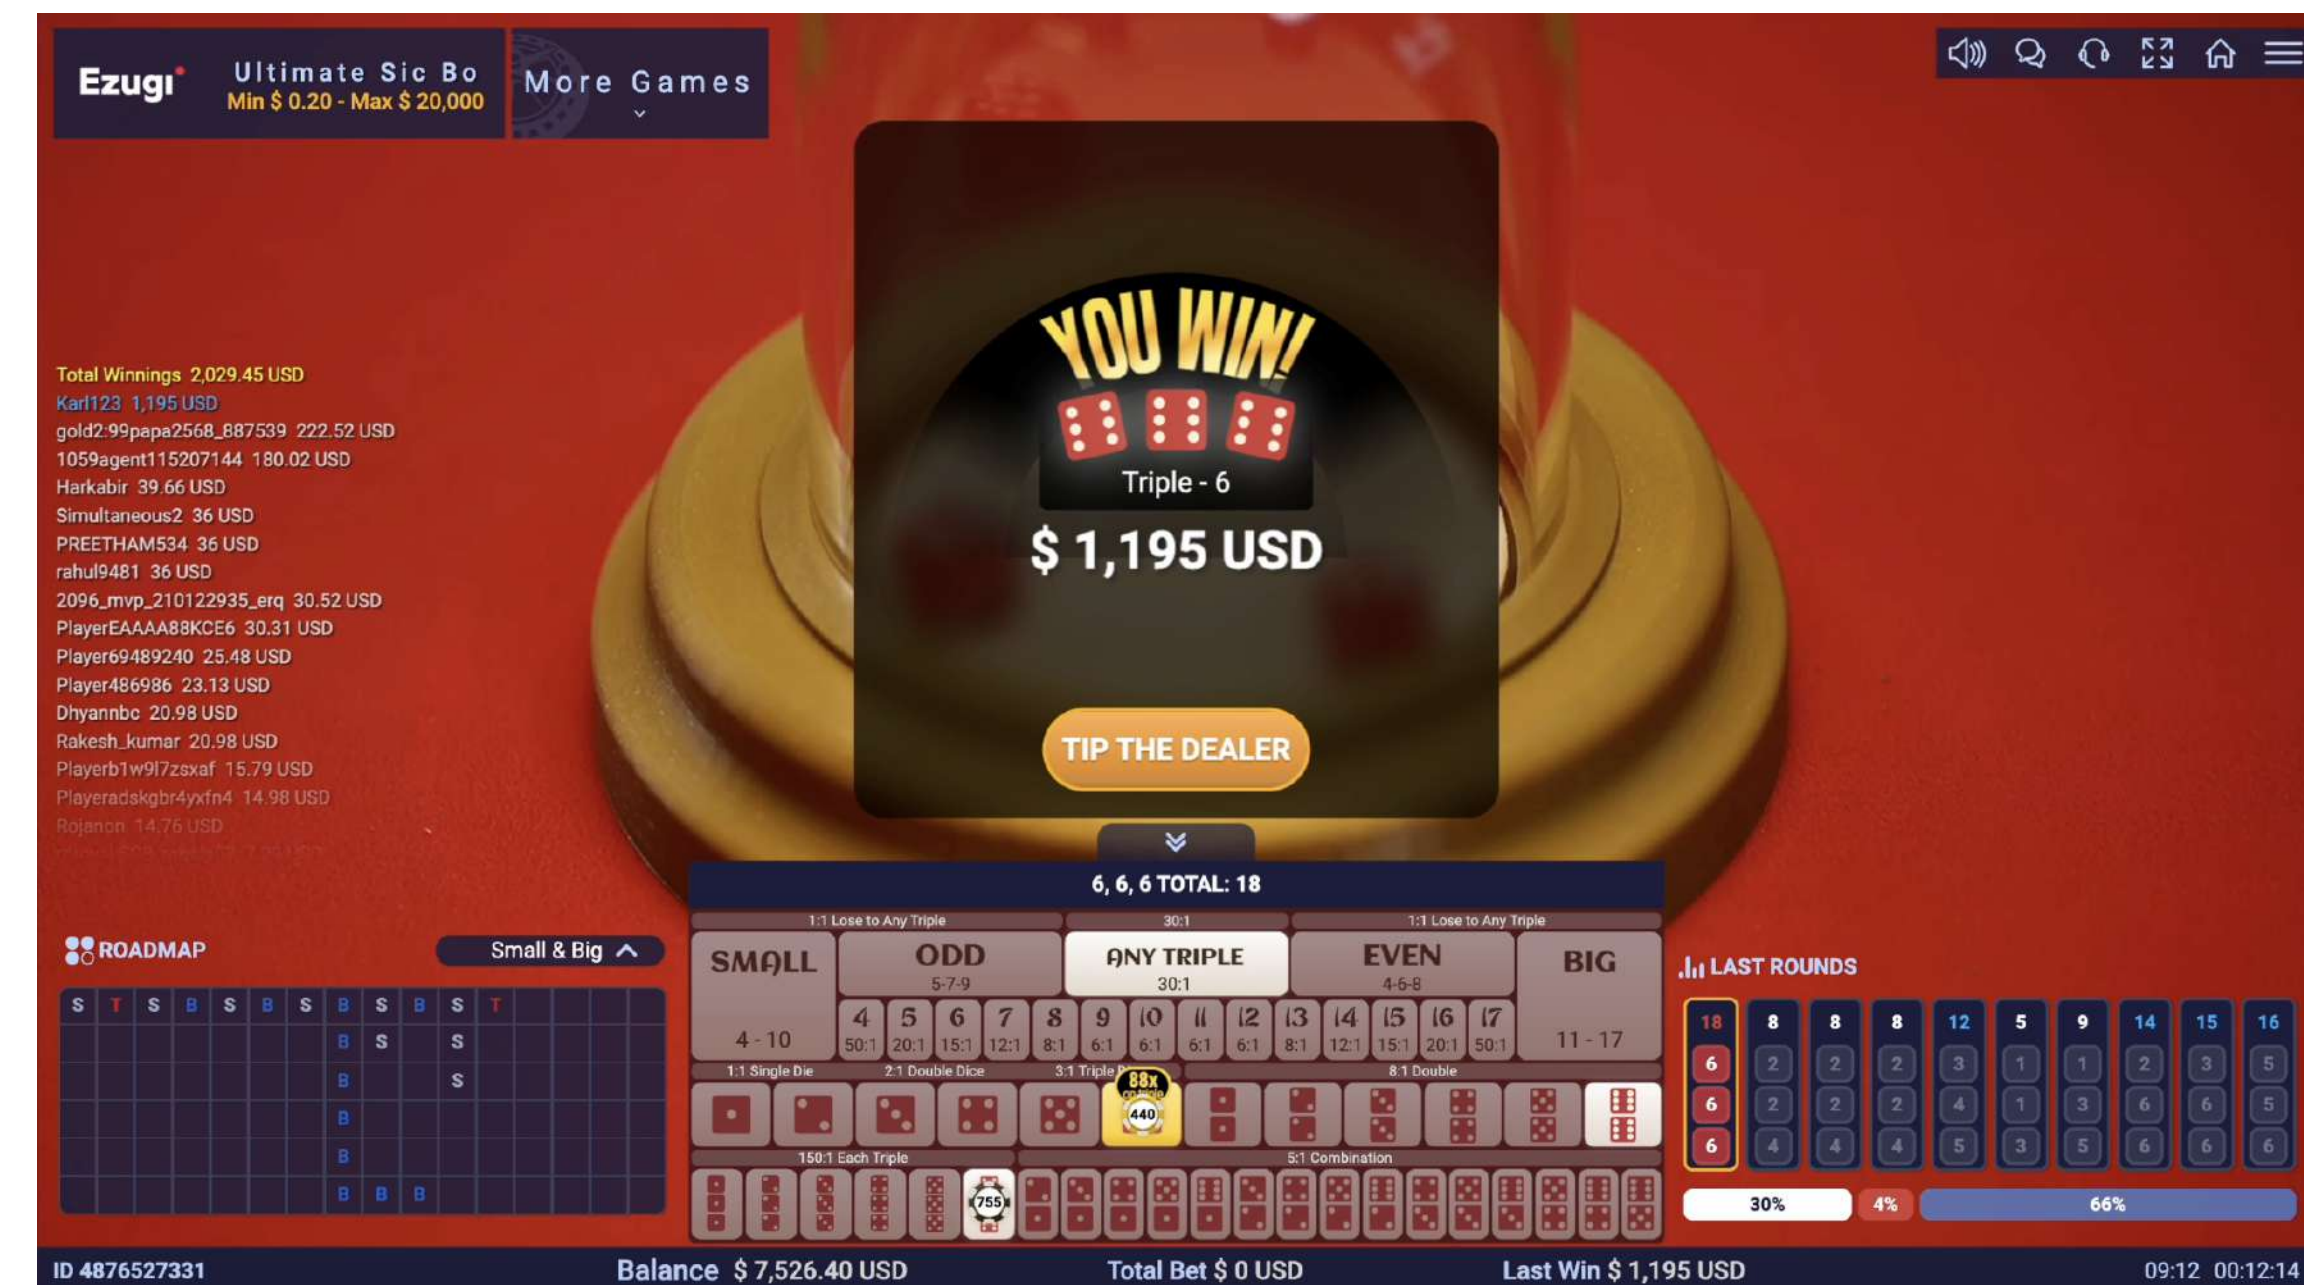 Ezugi
Ultimate Sic Bo
Min $ 0.20 - Max $ 20,000
More Games
Total Winnings 2,029.45 USD
Karl123 1,195 USD
gold2:99papa2568_887539 222.52 USD
1059agent115207144 180.02 USD
Harkabir 39.66 USD
Simultaneous2 36 USD
PREETHAM534 36 USD
rahul9481 36 USD
2096_mvp_210122935_erq 30.52 USD
PlayerEAAAA88KCE6 30.31 USD
Player69489240 25.48 USD
Player486986 23.13 USD
Dhyannbc 20.98 USD
Rakesh_kumar 20.98 USD
Playerb1w9l7zsxaf 15.79 USD
Playeradskgbr4yxfn4 14.98 USD
Rojanon 14.76 USD
YOU WIN!
Triple - 6
$ 1,195 USD
TIP THE DEALER
6, 6, 6 TOTAL: 18
1:1 Lose to Any Triple 30:1 1:1 Lose to Any Triple
SMALL ODD ANY TRIPLE EVEN BIG
5-7-9 30:1 4-6-8
4 5 6 7 8 9 10 11 12 13 14 15 16 17
4 - 10 50:1 20:1 15:1 12:1 8:1 6:1 6:1 6:1 6:1 8:1 12:1 15:1 20:1 50:1 11 - 17
1:1 Single Die 2:1 Double Dice 3:1 Triple 8:1 Double
88x
on triple
440
150:1 Each Triple 5:1 Combination
755
ROADMAP
Small & Big
S T S B S B S B S B S T
B S S
B S
B
B
B B B
LAST ROUNDS
18 8 8 8 12 5 9 14 15 16
6 2 2 2 3 1 1 2 3 5
6 2 2 2 4 1 3 6 6 5
6 4 4 4 5 3 5 6 6 6
30% 4% 66%
ID 4876527331
Balance $ 7,526.40 USD
Total Bet $ 0 USD
Last Win $ 1,195 USD
09:12 00:12:14